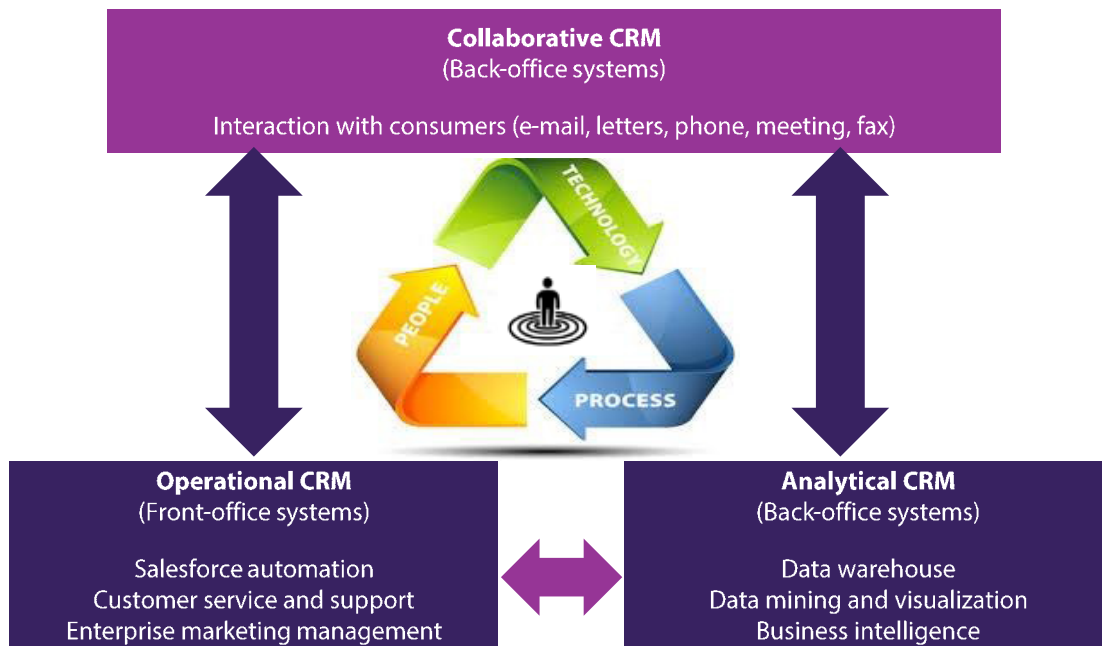 Collaborative CRM
(Back-office systems)
Interaction with consumers (e-mail, letters, phone, meeting, fax)
TECHNOLOGY
PEOPLE
PROCESS
Operational CRM
(Front-office systems)
Salesforce automation
Customer service and support
Enterprise marketing management
Analytical CRM
(Back-office systems)
Data warehouse
Data mining and visualization
Business intelligence